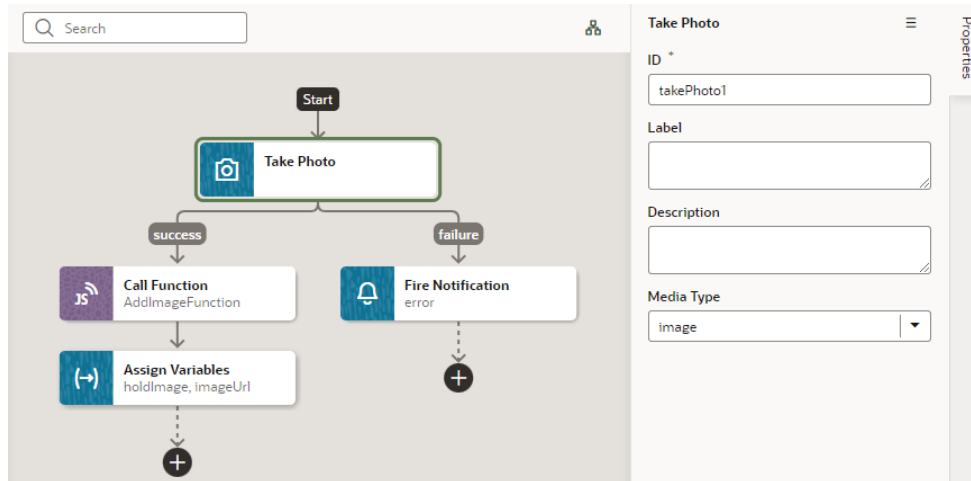 Search
Start
Take Photo
success
failure
JS
Call Function
AddImageFunction
Fire Notification
error
Assign Variables
holdImage, imageUrl
Take Photo
ID *
takePhoto1
Label
Description
Media Type
image
Properties